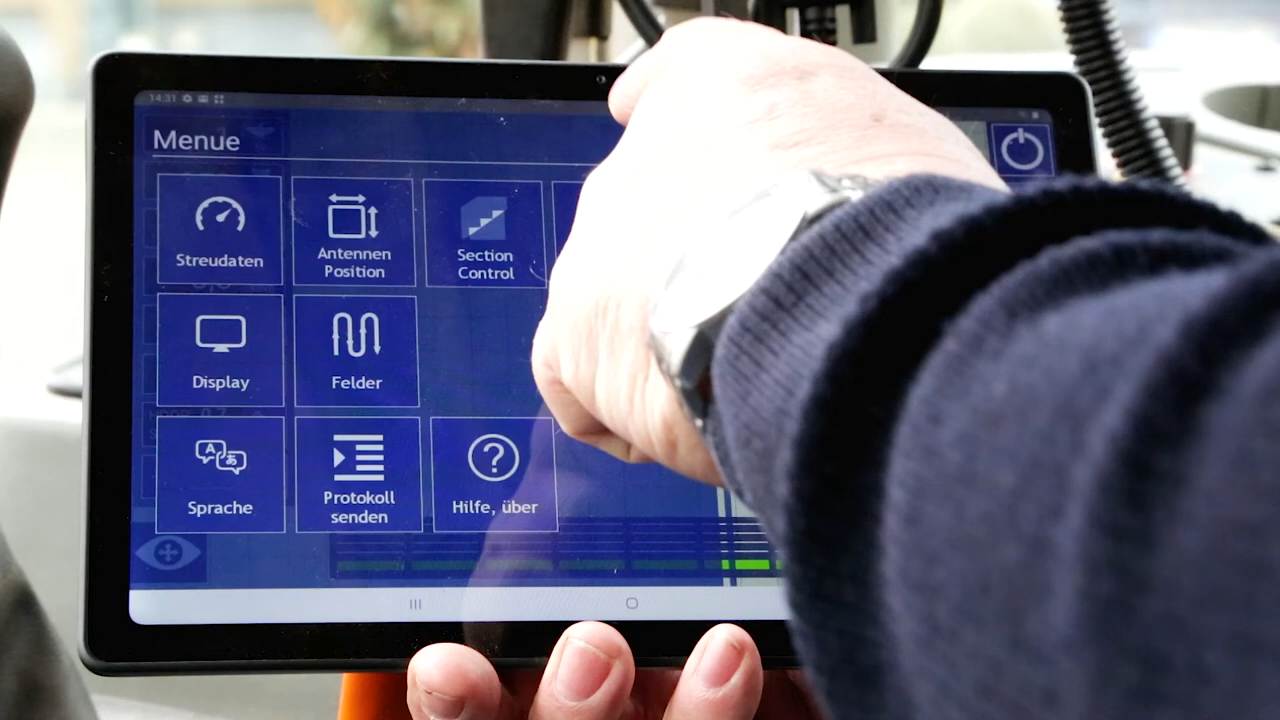 14:31
Menue
Streudaten
Antennen
Position
Section
Control
Display
Felder
Sprache
Protokoll
senden
Hilfe, über